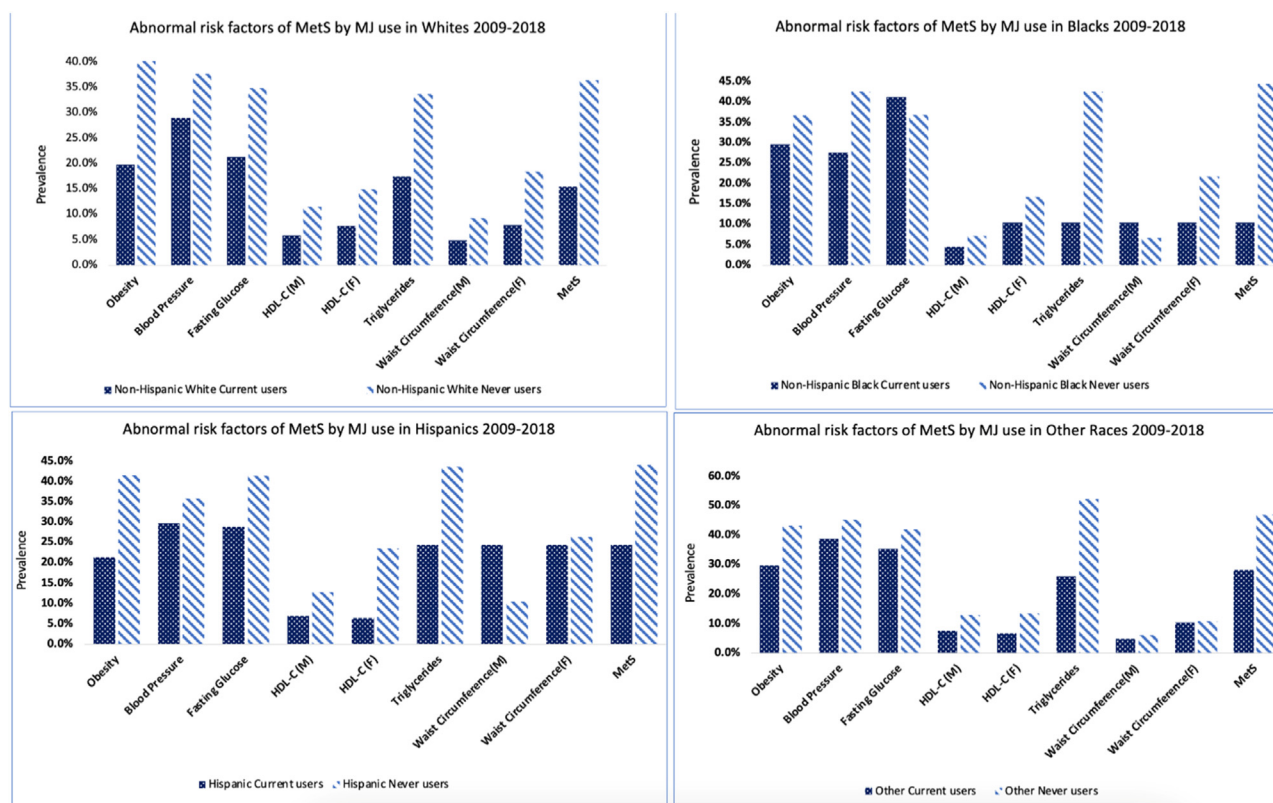 Abnormal risk factors of MetS by MJ use in Whites 2009-2018
Prevalence
40.0%
35.0%
30.0%
25.0%
20.0%
15.0%
10.0%
5.0%
0.0%
Obesity
Blood Pressure
Fasting Glucose
HDL-C (M)
HDL-C (F)
Triglycerides
Waist Circumference(M)
Waist Circumference(F)
MetS
Non-Hispanic White Current users
Non-Hispanic White Never users
Abnormal risk factors of MetS by MJ use in Blacks 2009-2018
Prevalence
45.0%
40.0%
35.0%
30.0%
25.0%
20.0%
15.0%
10.0%
5.0%
0.0%
Obesity
Blood Pressure
Fasting Glucose
HDL-C (M)
HDL-C (F)
Triglycerides
Waist Circumference(M)
Waist Circumference(F)
MetS
Non-Hispanic Black Current users
Non-Hispanic Black Never users
Abnormal risk factors of MetS by MJ use in Hispanics 2009-2018
Prevalence
45.0%
40.0%
35.0%
30.0%
25.0%
20.0%
15.0%
10.0%
5.0%
0.0%
Obesity
Blood Pressure
Fasting Glucose
HDL-C (M)
HDL-C (F)
Triglycerides
Waist Circumference(M)
Waist Circumference(F)
MetS
Hispanic Current users
Hispanic Never users
Abnormal risk factors of MetS by MJ use in Other Races 2009-2018
Prevalence
60.0%
50.0%
40.0%
30.0%
20.0%
10.0%
0.0%
Obesity
Blood Pressure
Fasting Glucose
HDL-C (M)
HDL-C (F)
Triglycerides
Waist Circumference(M)
Waist Circumference(F)
MetS
Other Current users
Other Never users